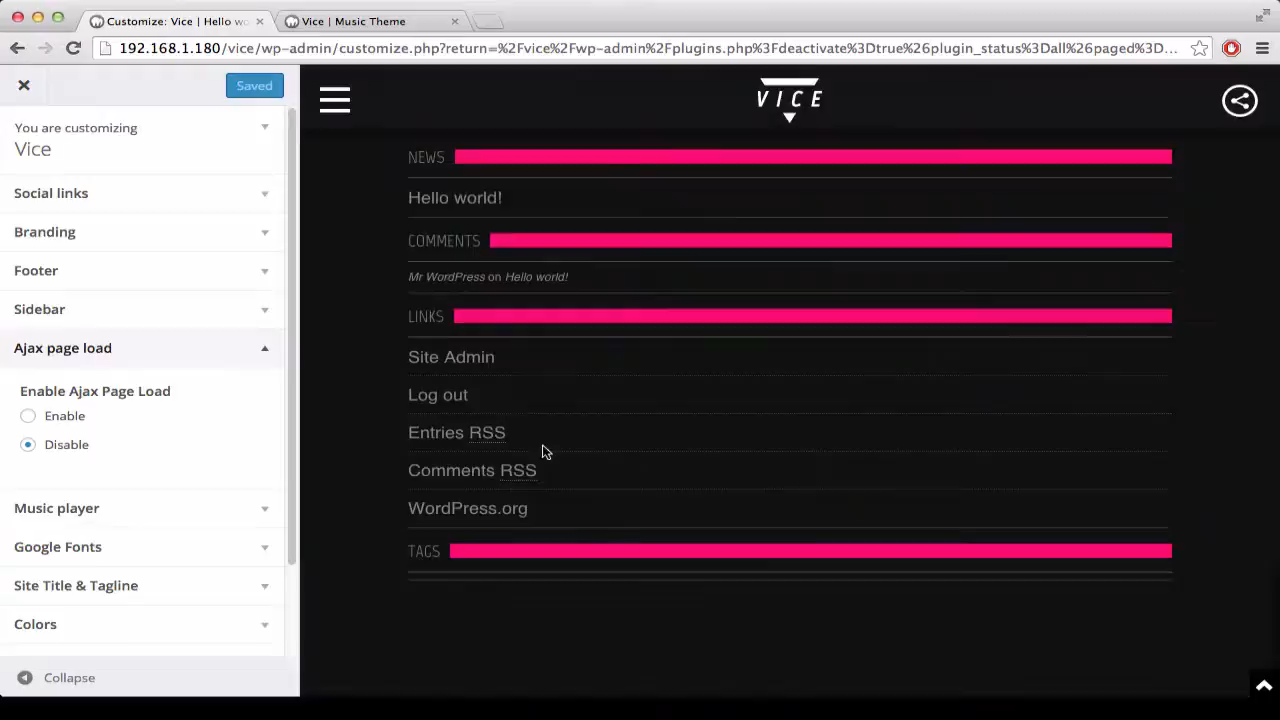 Customize: Vice | Hello wo
Vice | Music Theme
192.168.1.180/vice/wp-admin/customize.php?return=%2Fvice%2Fwp-admin%2Fplugins.php%3Fdeactivate%3Dtrue%26plugin_status%3Dall%26paged%3D...
Saved
You are customizing
Vice
Social links
Branding
Footer
Sidebar
Ajax page load
Enable Ajax Page Load
Enable
Disable
Music player
Google Fonts
Site Title & Tagline
Colors
Collapse
VICE
NEWS
Hello world!
COMMENTS
Mr WordPress on Hello world!
LINKS
Site Admin
Log out
Entries RSS
Comments RSS
WordPress.org
TAGS